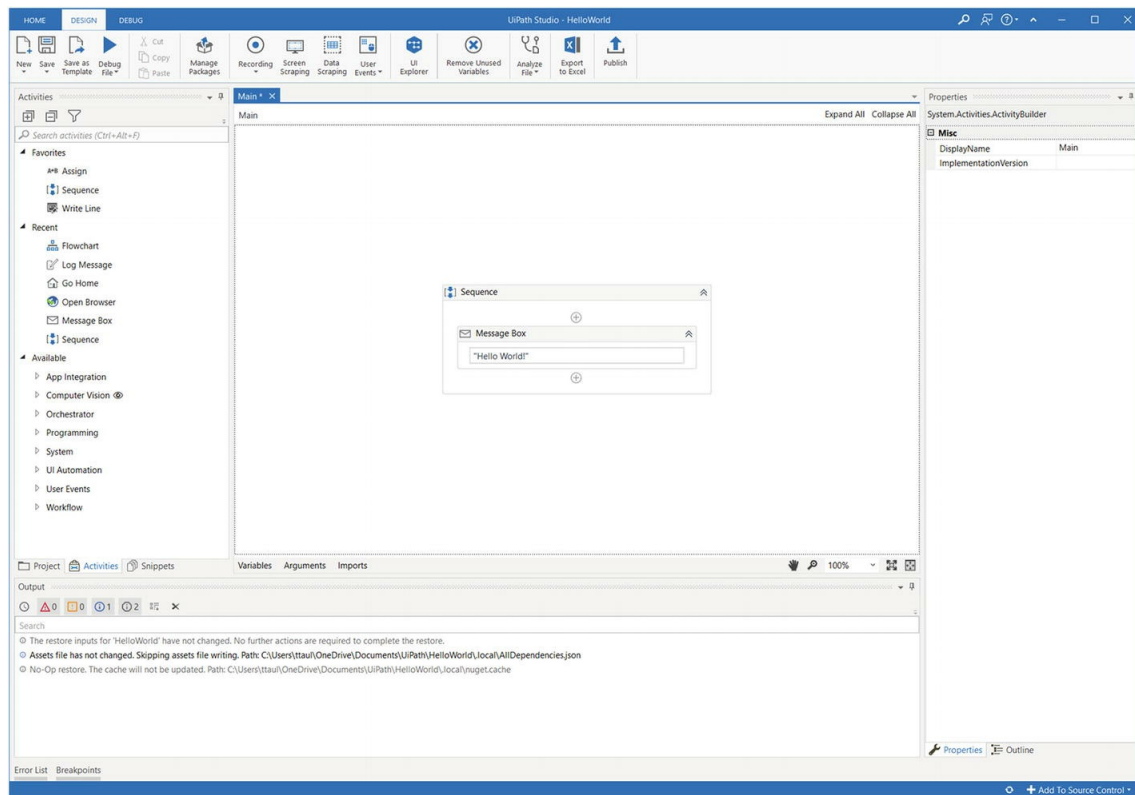 HOME DESIGN DEBUG UiPath Studio - HelloWorld
New Save Save as Template Debug File Cut Copy Paste Manage Packages Recording Screen Scraping Data Scraping User Events UI Explorer Remove Unused Variables Analyze File Export to Excel Publish
Activities
Search activities (Ctrl+Alt+F)
Favorites
A+B Assign
Sequence
Write Line
Recent
Flowchart
Log Message
Go Home
Open Browser
Message Box
Sequence
Available
App Integration
Computer Vision
Orchestrator
Programming
System
UI Automation
User Events
Workflow
Project Activities Snippets
Main *
Main Expand All Collapse All
Sequence
Message Box
"Hello World!"
Variables Arguments Imports 100%
Properties
System.Activities.ActivityBuilder
Misc
DisplayName Main
ImplementationVersion
Properties Outline
Output
0 0 1 2
Search
The restore inputs for 'HelloWorld' have not changed. No further actions are required to complete the restore.
Assets file has not changed. Skipping assets file writing. Path: C:\Users\ttaul\OneDrive\Documents\UiPath\HelloWorld\.local\AllDependencies.json
No-Op restore. The cache will not be updated. Path: C:\Users\ttaul\OneDrive\Documents\UiPath\HelloWorld\.local\nuget.cache
Error List Breakpoints
Add To Source Control